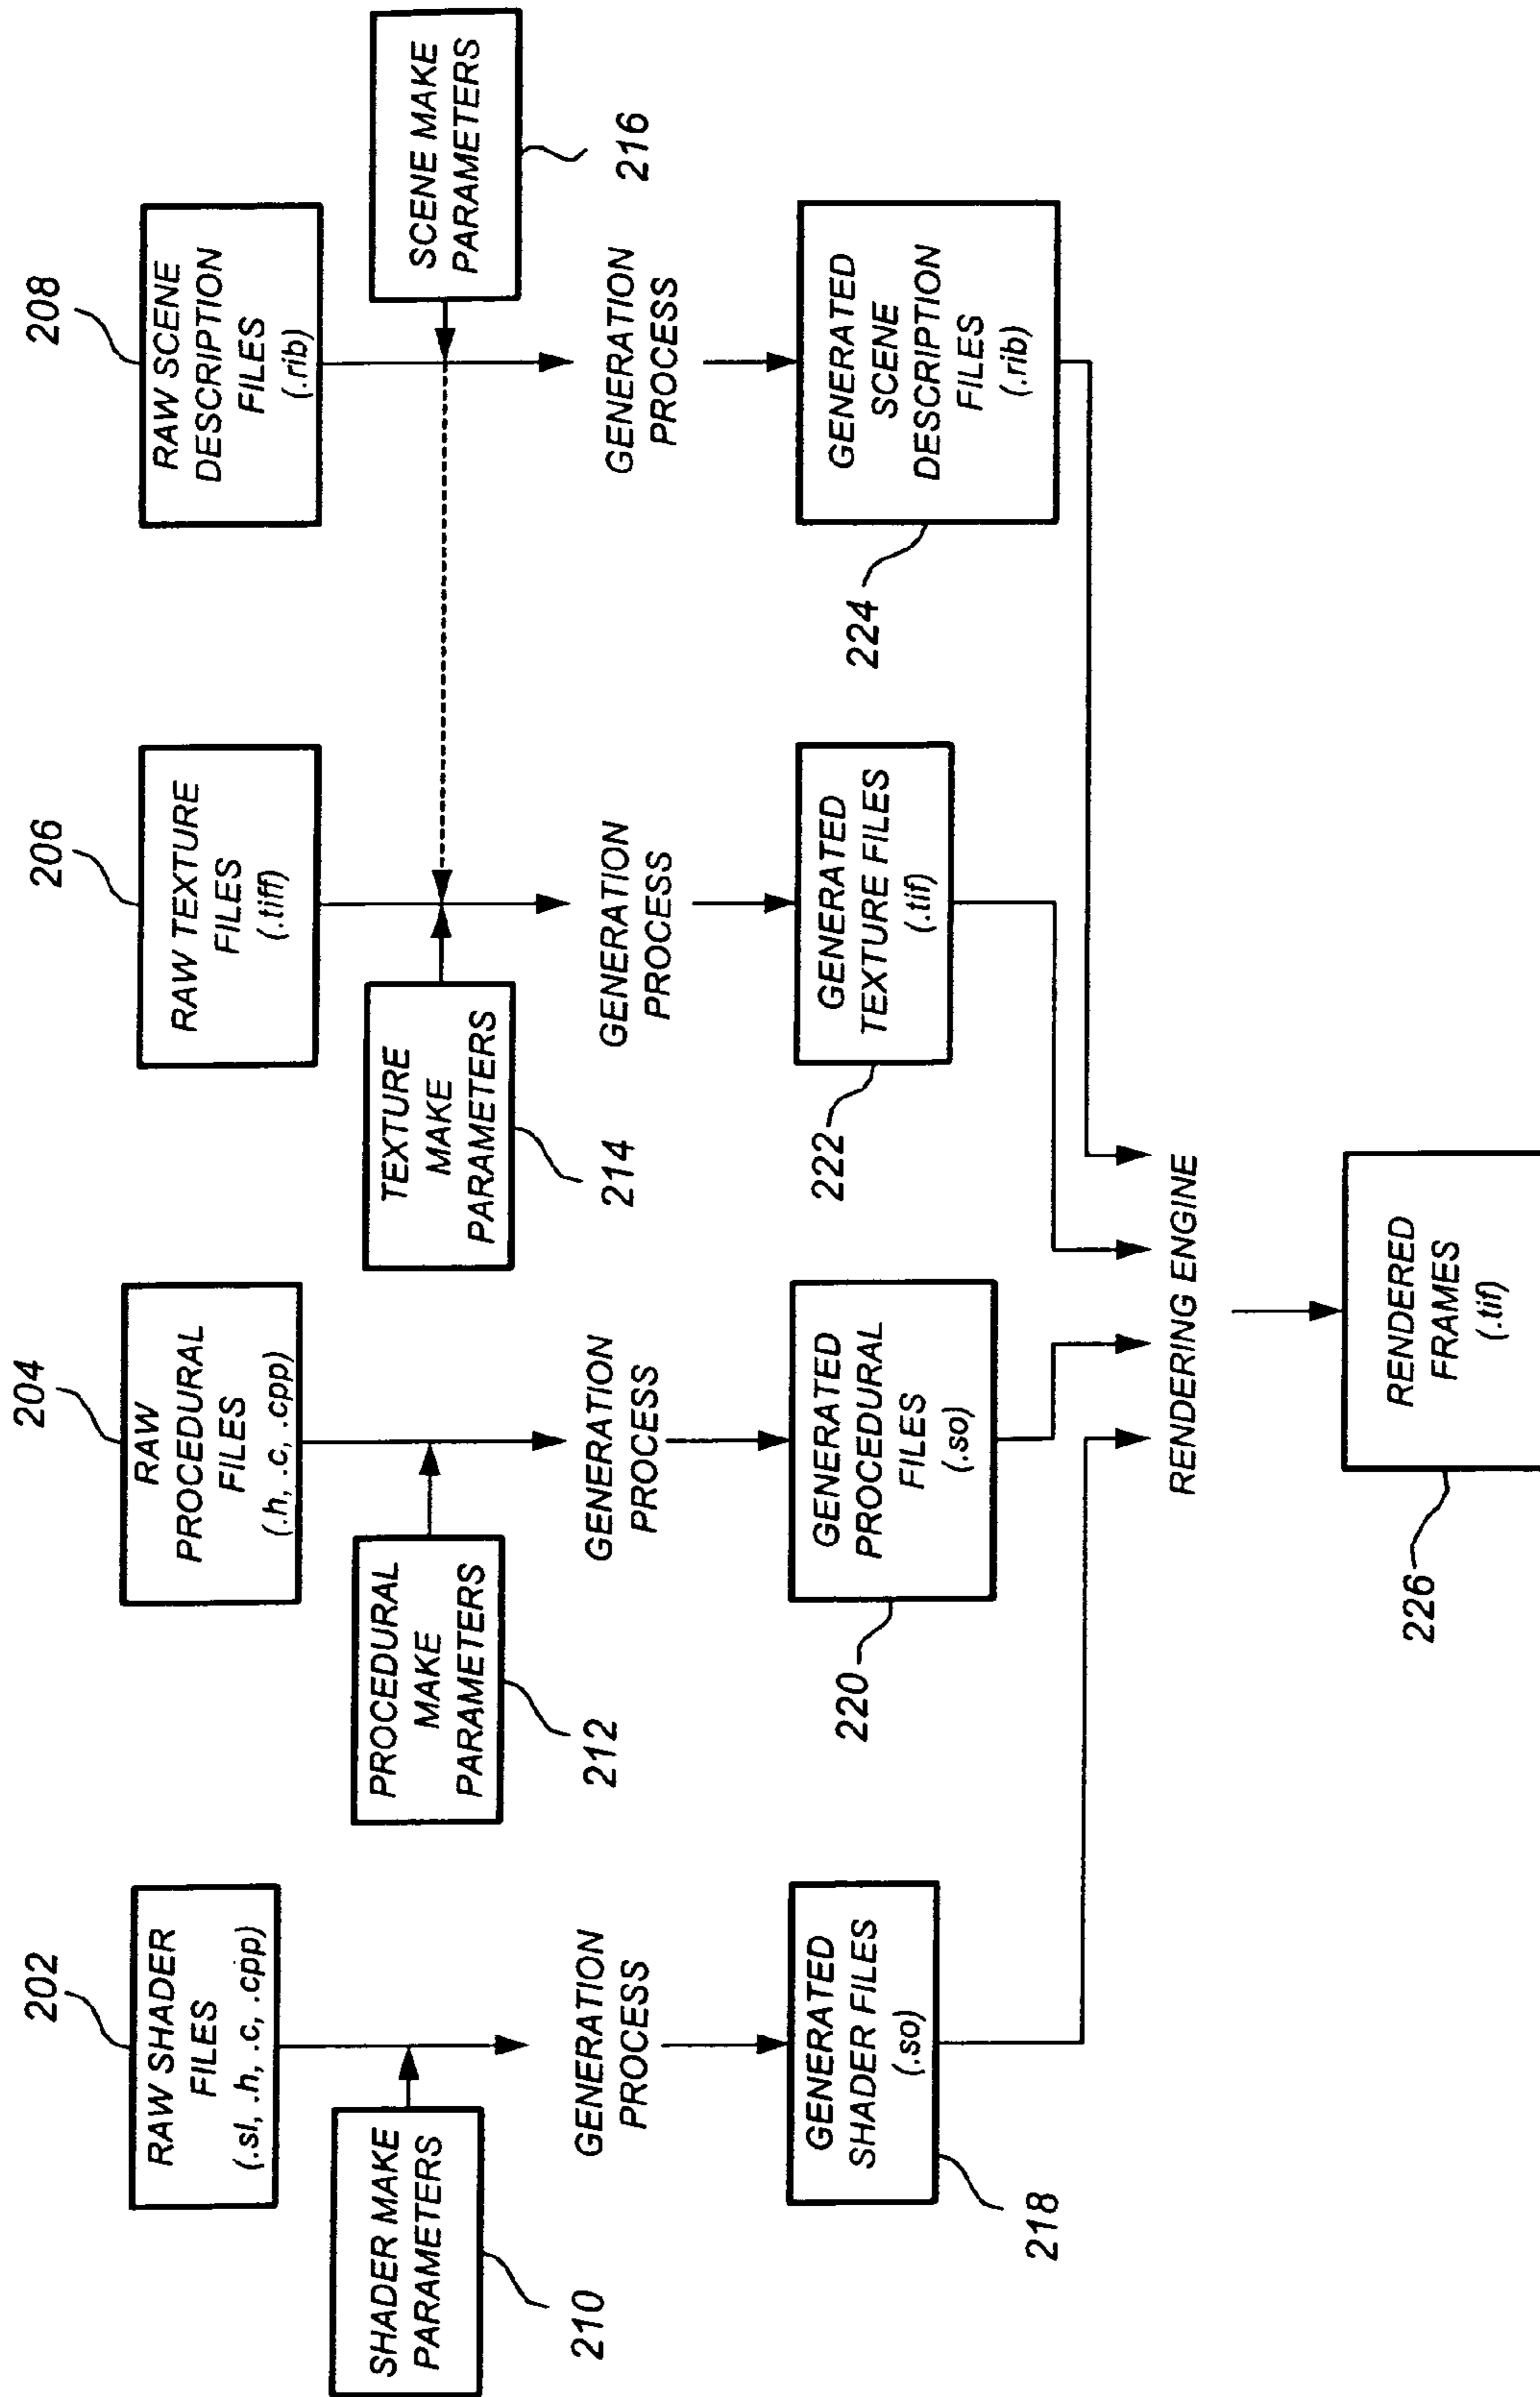 202
RAW SHADER
FILES
(.sl, .h, .c, .cpp)
204
RAW
PROCEDURAL
FILES
(.h, .c, .cpp)
206
RAW TEXTURE
FILES
(.tiff)
208
RAW SCENE
DESCRIPTION
FILES
(.rib)
SHADER MAKE
PARAMETERS
210
PROCEDURAL
MAKE
PARAMETERS
212
TEXTURE
MAKE
PARAMETERS
214
SCENE MAKE
PARAMETERS
216
GENERATION
PROCESS
GENERATION
PROCESS
GENERATION
PROCESS
GENERATION
PROCESS
GENERATED
SHADER FILES
(.so)
218
GENERATED
PROCEDURAL
FILES
(.so)
220
GENERATED
TEXTURE FILES
(.tif)
222
GENERATED
SCENE
DESCRIPTION
FILES
(.rib)
224
RENDERING ENGINE
RENDERED
FRAMES
(.tif)
226